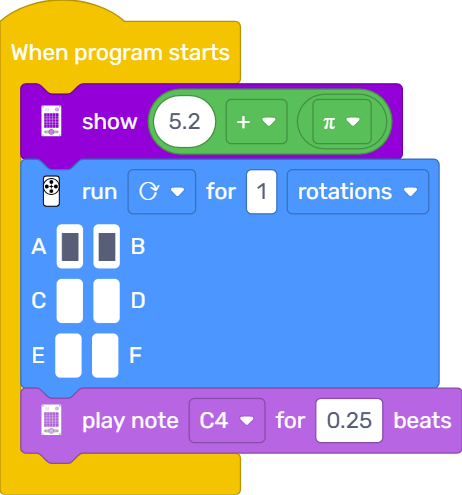 When program starts
show 5.2 + π
run for 1 rotations
A B
C D
E F
play note C4 for 0.25 beats